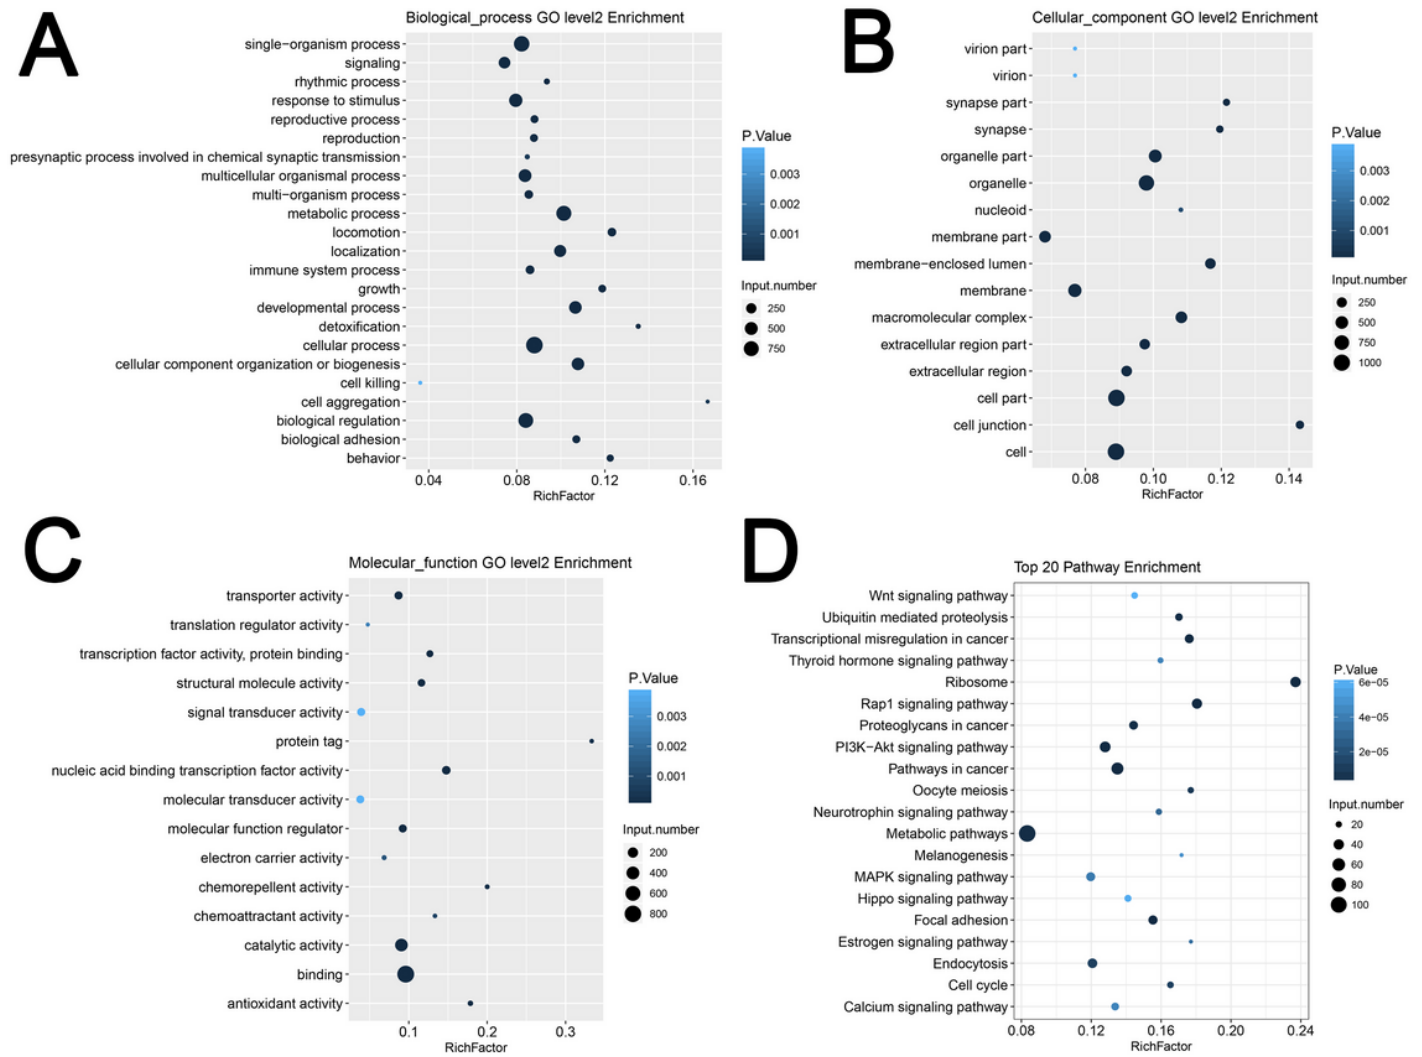 A
Biological_process GO level2 Enrichment
single-organism process
signaling
rhythmic process
response to stimulus
reproductive process
reproduction
presynaptic process involved in chemical synaptic transmission
multicellular organismal process
multi-organism process
metabolic process
locomotion
localization
immune system process
growth
developmental process
detoxification
cellular process
cellular component organization or biogenesis
cell killing
cell aggregation
biological regulation
biological adhesion
behavior
0.04 0.08 0.12 0.16
RichFactor
P.Value
0.003
0.002
0.001
Input.number
250
500
750
B
Cellular_component GO level2 Enrichment
virion part
virion
synapse part
synapse
organelle part
organelle
nucleoid
membrane part
membrane-enclosed lumen
membrane
macromolecular complex
extracellular region part
extracellular region
cell part
cell junction
cell
0.08 0.10 0.12 0.14
RichFactor
P.Value
0.003
0.002
0.001
Input.number
250
500
750
1000
C
Molecular_function GO level2 Enrichment
transporter activity
translation regulator activity
transcription factor activity, protein binding
structural molecule activity
signal transducer activity
protein tag
nucleic acid binding transcription factor activity
molecular transducer activity
molecular function regulator
electron carrier activity
chemorepellent activity
chemoattractant activity
catalytic activity
binding
antioxidant activity
0.1 0.2 0.3
RichFactor
P.Value
0.003
0.002
0.001
Input.number
200
400
600
800
D
Top 20 Pathway Enrichment
Wnt signaling pathway
Ubiquitin mediated proteolysis
Transcriptional misregulation in cancer
Thyroid hormone signaling pathway
Ribosome
Rap1 signaling pathway
Proteoglycans in cancer
PI3K-Akt signaling pathway
Pathways in cancer
Oocyte meiosis
Neurotrophin signaling pathway
Metabolic pathways
Melanogenesis
MAPK signaling pathway
Hippo signaling pathway
Focal adhesion
Estrogen signaling pathway
Endocytosis
Cell cycle
Calcium signaling pathway
0.08 0.12 0.16 0.20 0.24
RichFactor
P.Value
6e-05
4e-05
2e-05
Input.number
20
40
60
80
100